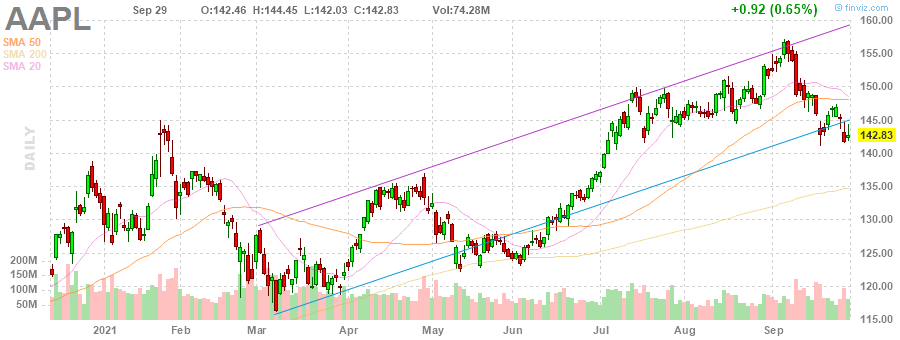 AAPL
Sep 29 O:142.46 H:144.45 L:142.03 C:142.83 Vol:74.28M +0.92 (0.65%) @ finviz.com
SMA 50
SMA 200
SMA 20
DAILY
160.00
155.00
150.00
145.00
142.83
140.00
135.00
130.00
125.00
120.00
115.00
200M
150M
100M
50M
2021 Feb Mar Apr May Jun Jul Aug Sep